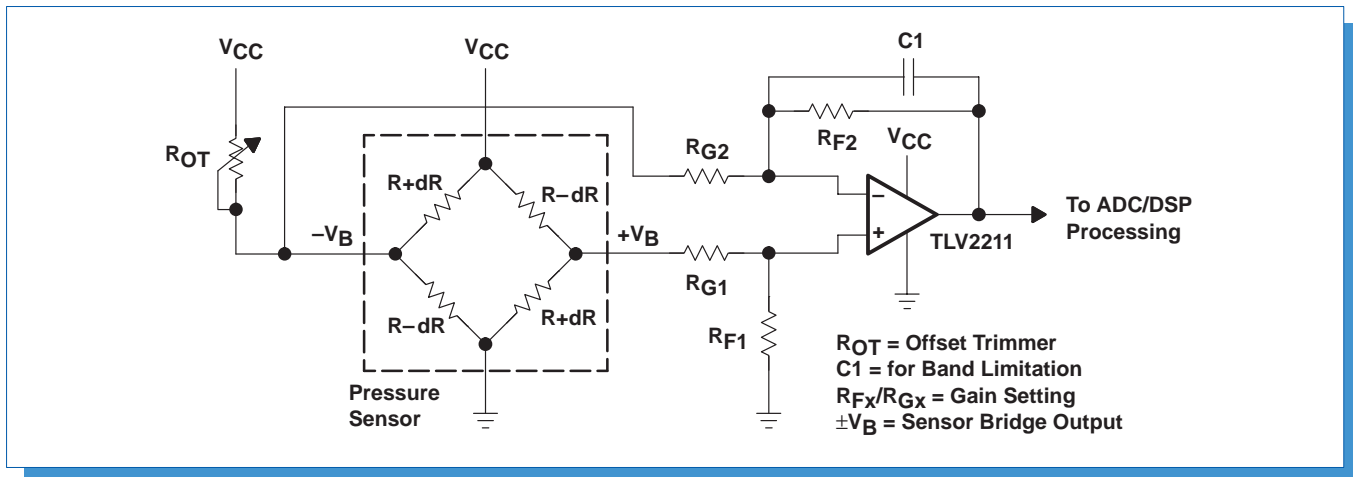 C1
VCC
VCC
RF2
VCC
ROT
RG2
R+dR
R–dR
–
To ADC/DSP
Processing
–VB
+VB
+
TLV2211
RG1
R–dR
R+dR
RF1
ROT = Offset Trimmer
C1 = for Band Limitation
RFx/RGx = Gain Setting
±VB = Sensor Bridge Output
Pressure
Sensor